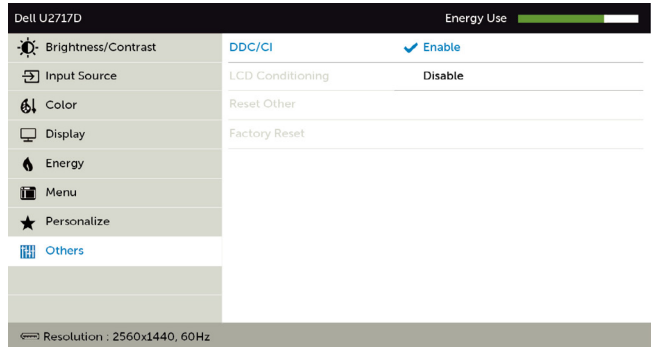 Dell U2717D
Energy Use
Brightness/Contrast
DDC/CI
Enable
Input Source
LCD Conditioning
Disable
Color
Reset Other
Display
Factory Reset
Energy
Menu
Personalize
Others
Resolution : 2560x1440, 60Hz